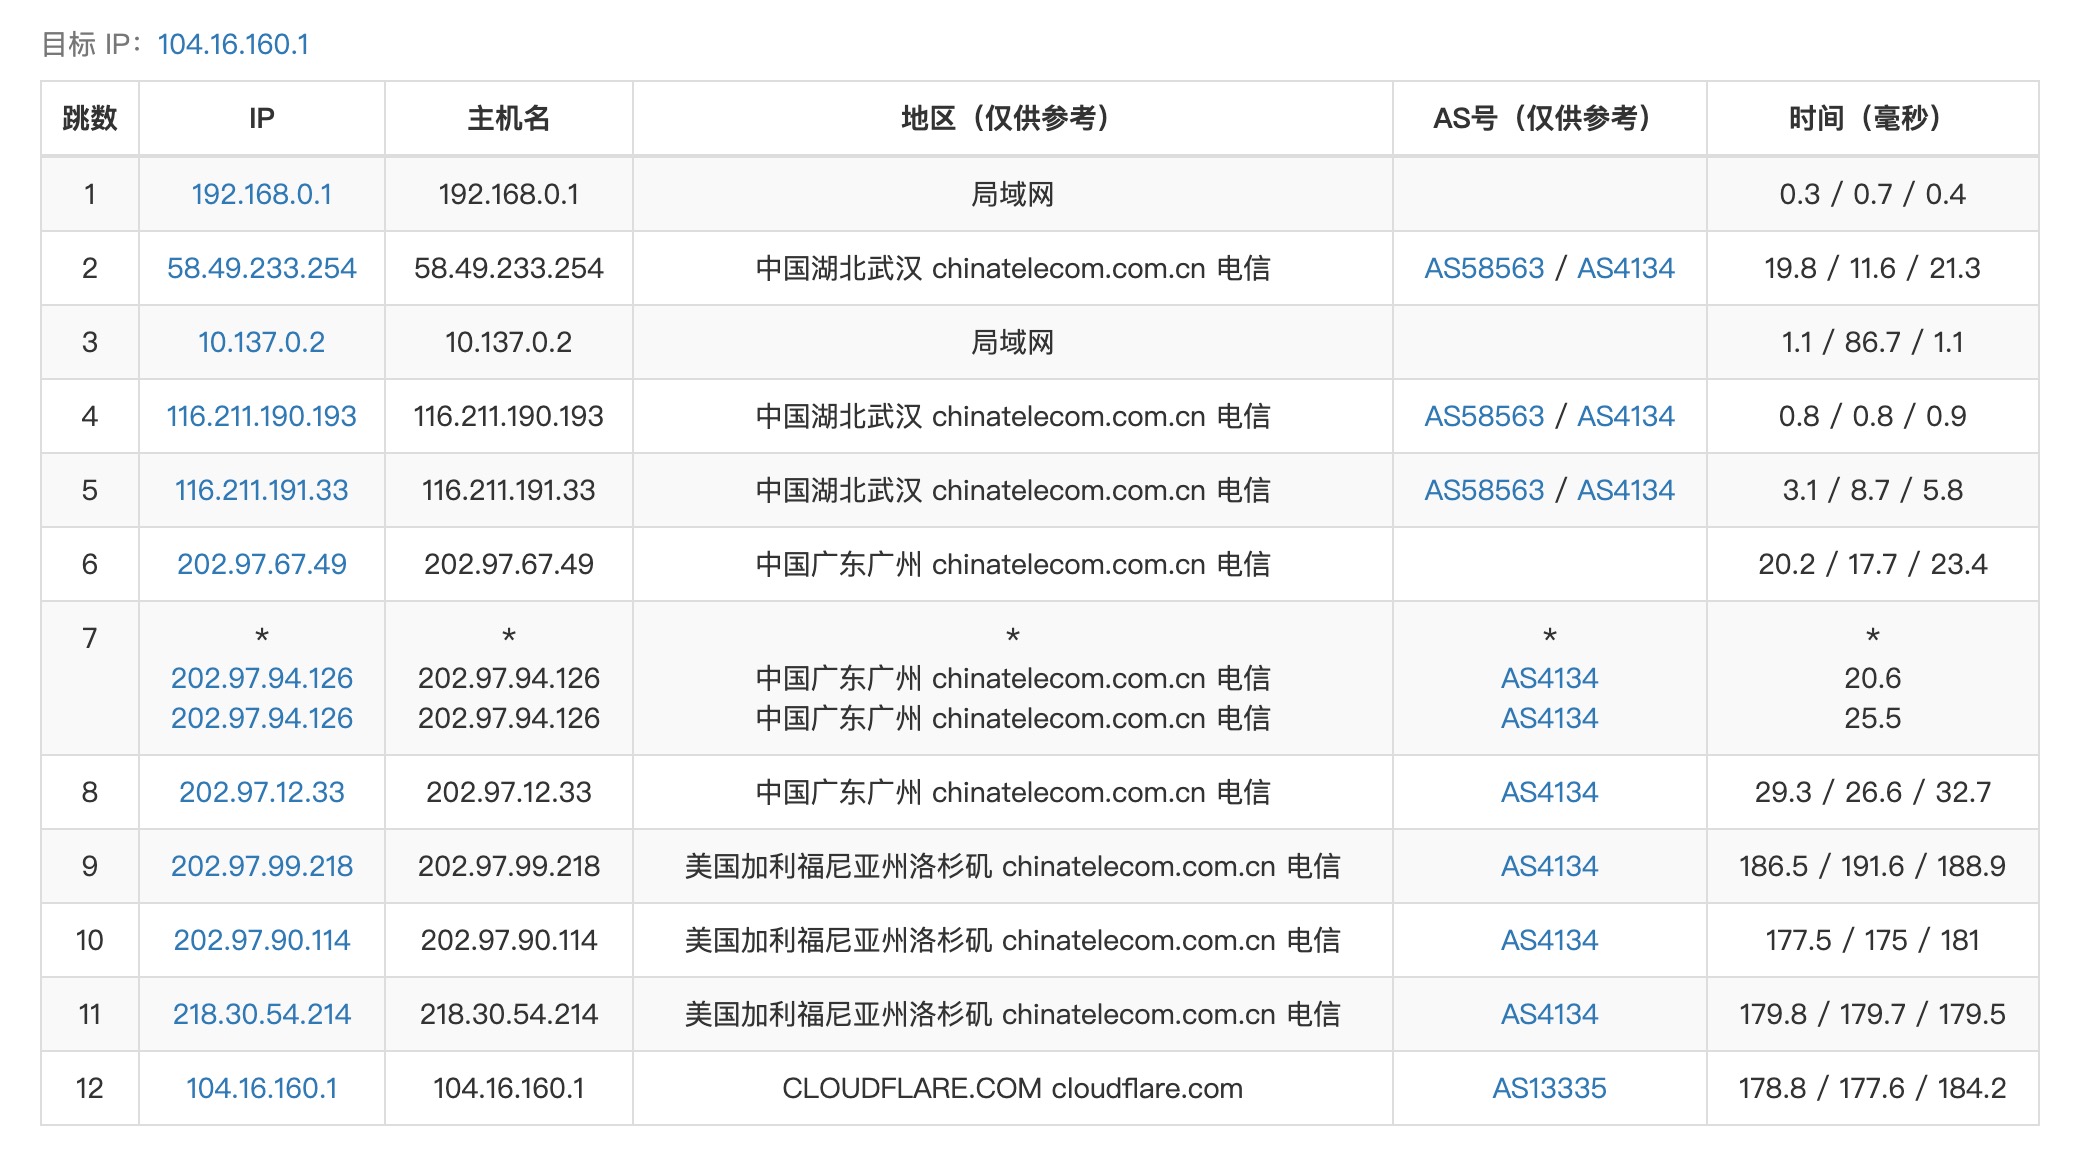 目标 IP：104.16.160.1
跳数 IP 主机名 地区（仅供参考） AS号（仅供参考） 时间（毫秒）
1 192.168.0.1 192.168.0.1 局域网 0.3 / 0.7 / 0.4
2 58.49.233.254 58.49.233.254 中国湖北武汉 chinatelecom.com.cn 电信 AS58563 / AS4134 19.8 / 11.6 / 21.3
3 10.137.0.2 10.137.0.2 局域网 1.1 / 86.7 / 1.1
4 116.211.190.193 116.211.190.193 中国湖北武汉 chinatelecom.com.cn 电信 AS58563 / AS4134 0.8 / 0.8 / 0.9
5 116.211.191.33 116.211.191.33 中国湖北武汉 chinatelecom.com.cn 电信 AS58563 / AS4134 3.1 / 8.7 / 5.8
6 202.97.67.49 202.97.67.49 中国广东广州 chinatelecom.com.cn 电信 20.2 / 17.7 / 23.4
7 * * * * *
202.97.94.126 202.97.94.126 中国广东广州 chinatelecom.com.cn 电信 AS4134 20.6
202.97.94.126 202.97.94.126 中国广东广州 chinatelecom.com.cn 电信 AS4134 25.5
8 202.97.12.33 202.97.12.33 中国广东广州 chinatelecom.com.cn 电信 AS4134 29.3 / 26.6 / 32.7
9 202.97.99.218 202.97.99.218 美国加利福尼亚州洛杉矶 chinatelecom.com.cn 电信 AS4134 186.5 / 191.6 / 188.9
10 202.97.90.114 202.97.90.114 美国加利福尼亚州洛杉矶 chinatelecom.com.cn 电信 AS4134 177.5 / 175 / 181
11 218.30.54.214 218.30.54.214 美国加利福尼亚州洛杉矶 chinatelecom.com.cn 电信 AS4134 179.8 / 179.7 / 179.5
12 104.16.160.1 104.16.160.1 CLOUDFLARE.COM cloudflare.com AS13335 178.8 / 177.6 / 184.2